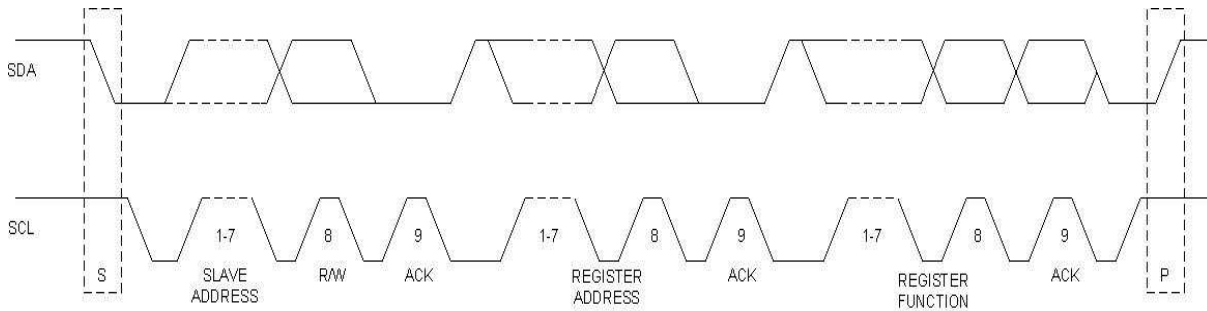 SDA
SCL
1-7 8 9 1-7 8 9 1-7 8 9
S SLAVE ADDRESS R/W ACK REGISTER ADDRESS ACK REGISTER FUNCTION ACK P